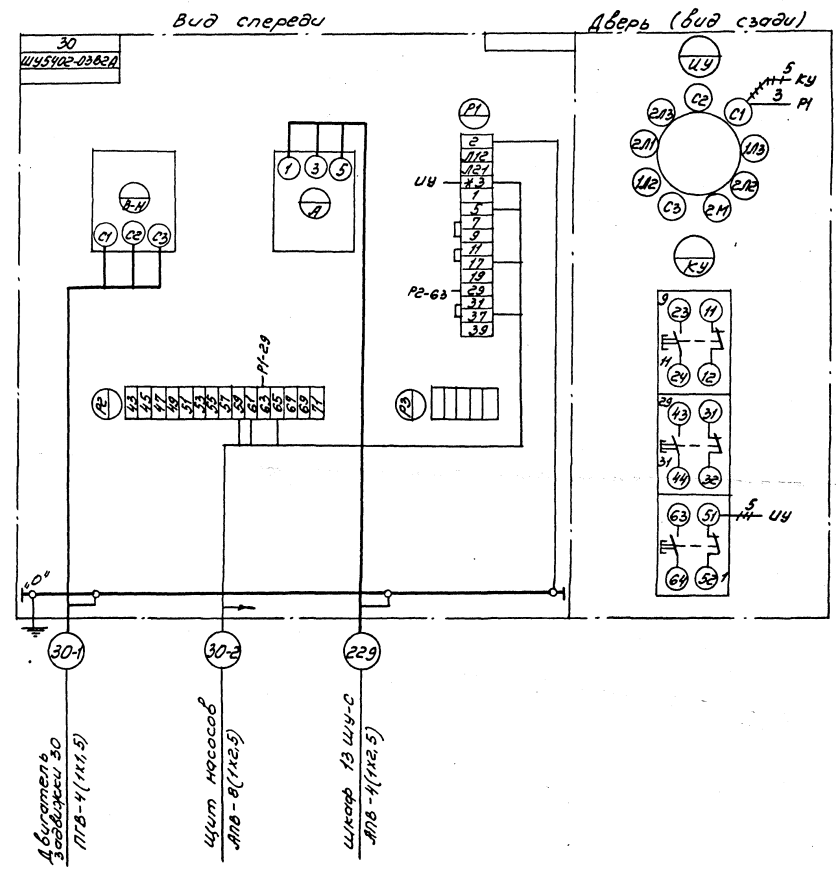 Вид спереди
Дверь (вид сзади)
30
ШУ5402-03В2А
Р1
2
Л12
Л21
ИУ
*3
1
5
7
9
11
17
19
Р2-63
29
31
37
39
1 3 5
А
В-М
С1 С2 С3
Р1-29
Р2
43 45 47 49 51 53 55 57 59 61 63 65 67 69 71
Р3
ИУ
5
КУ
3
Р1
С2
С1
2Л3
1Л3
2Л1
2Л2
1Л2
2М
С3
КУ
9
23 11
11
24 12
29
43 31
31
44 32
63 51
5
ИУ
64 52 1
"О"
30-1
30-2
229
Двигатель
задвижки 30
ПГВ-4(1х1,5)
Щит насосов
АПВ-8(1х2,5)
Шкаф 13 ШУ-С
АПВ-4(1х2,5)